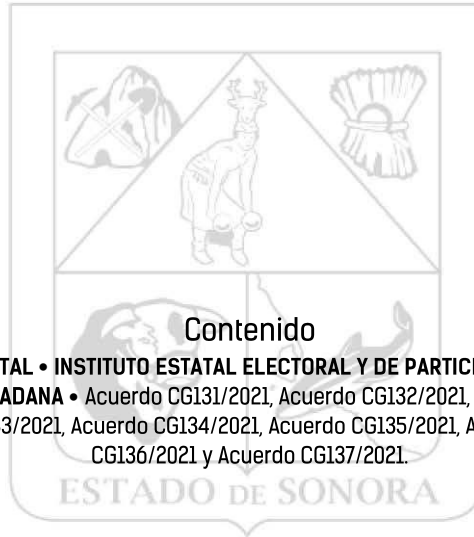 Contenido
TAL • INSTITUTO ESTATAL ELECTORAL Y DE PARTICI
ADANA • Acuerdo CG131/2021, Acuerdo CG132/2021,
3/2021, Acuerdo CG134/2021, Acuerdo CG135/2021, A
CG136/2021 y Acuerdo CG137/2021.
ESTADO DE SONORA